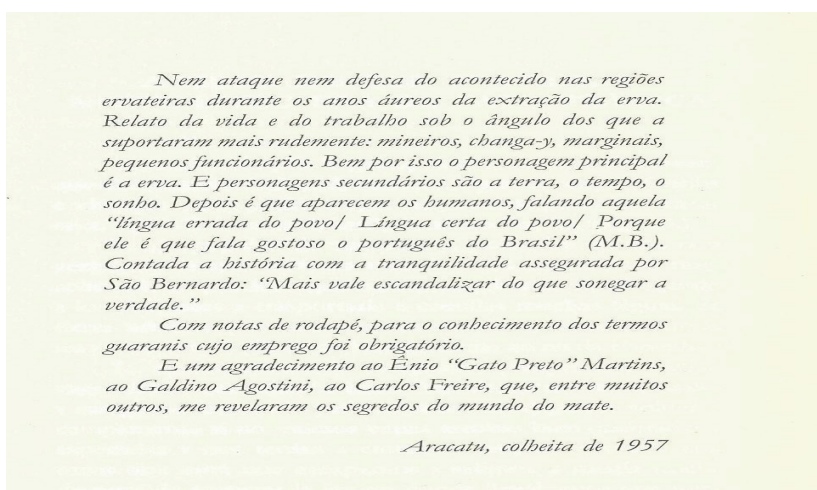 Nem ataque nem defesa do acontecido nas regiões
ervateiras durante os anos áureos da extração da erva.
Relato da vida e do trabalho sob o ângulo dos que a
suportaram mais rudemente: mineiros, changa-y, marginais,
pequenos funcionários. Bem por isso o personagem principal
é a erva. E personagens secundários são a terra, o tempo, o
sonho. Depois é que aparecem os humanos, falando aquela
“língua errada do povo/ Língua certa do povo/ Porque
ele é que fala gostoso o português do Brasil” (M.B.).
Contada a história com a tranquilidade assegurada por
São Bernardo: “Mais vale escandalizar do que sonegar a
verdade.”
Com notas de rodapé, para o conhecimento dos termos
guaranis cujo emprego foi obrigatório.
E um agradecimento ao Ênio “Gato Preto” Martins,
ao Galdino Agostini, ao Carlos Freire, que, entre muitos
outros, me revelaram os segredos do mundo do mate.
Aracatu, colheita de 1957